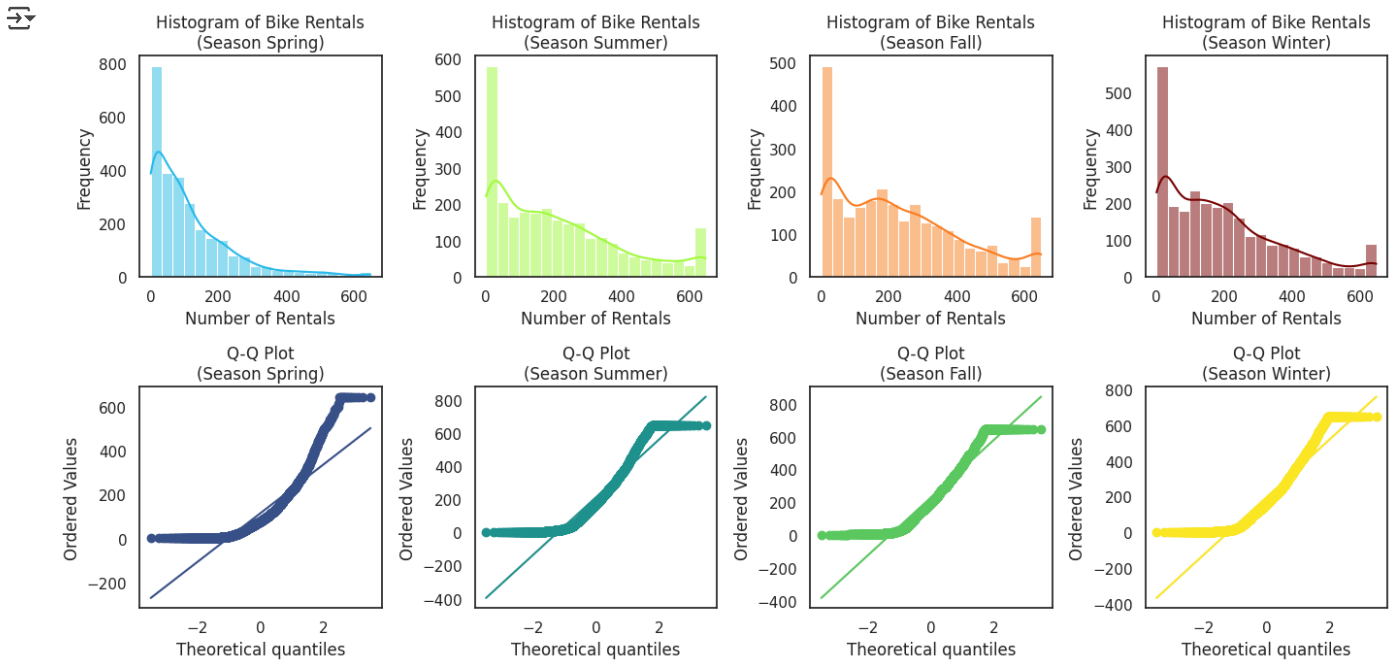 Histogram of Bike Rentals
(Season Spring)
Histogram of Bike Rentals
(Season Summer)
Histogram of Bike Rentals
(Season Fall)
Histogram of Bike Rentals
(Season Winter)
Frequency
800
600
400
200
0
0 200 400 600
Number of Rentals
Frequency
600
500
400
300
200
100
0
0 200 400 600
Number of Rentals
Frequency
500
400
300
200
100
0
0 200 400 600
Number of Rentals
Frequency
500
400
300
200
100
0
0 200 400 600
Number of Rentals
Q-Q Plot
(Season Spring)
Q-Q Plot
(Season Summer)
Q-Q Plot
(Season Fall)
Q-Q Plot
(Season Winter)
Ordered Values
600
400
200
0
−200
−2 0 2
Theoretical quantiles
Ordered Values
800
600
400
200
0
−200
−400
−2 0 2
Theoretical quantiles
Ordered Values
800
600
400
200
0
−200
−400
−2 0 2
Theoretical quantiles
Ordered Values
800
600
400
200
0
−200
−400
−2 0 2
Theoretical quantiles